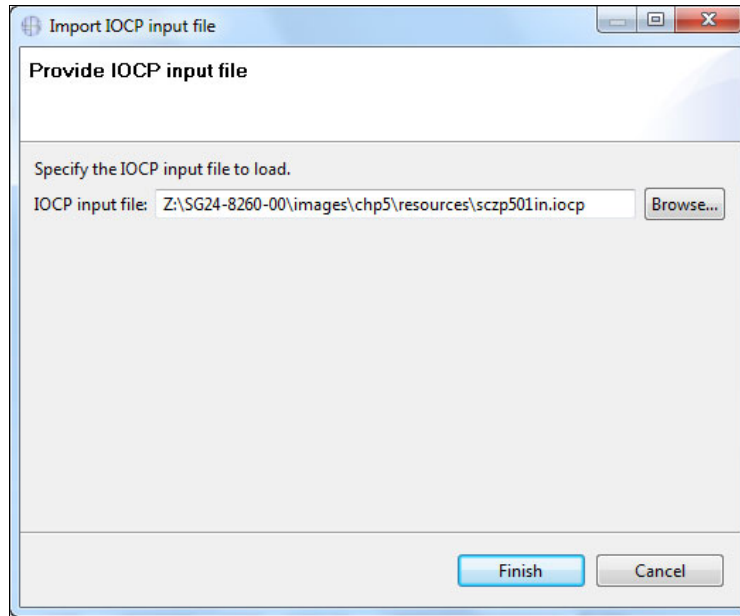 Import IOCP input file
Provide IOCP input file
Specify the IOCP input file to load.
IOCP input file: Z:\SG24-8260-00\images\chp5\resources\sczp501in.iocp Browse...
Finish Cancel